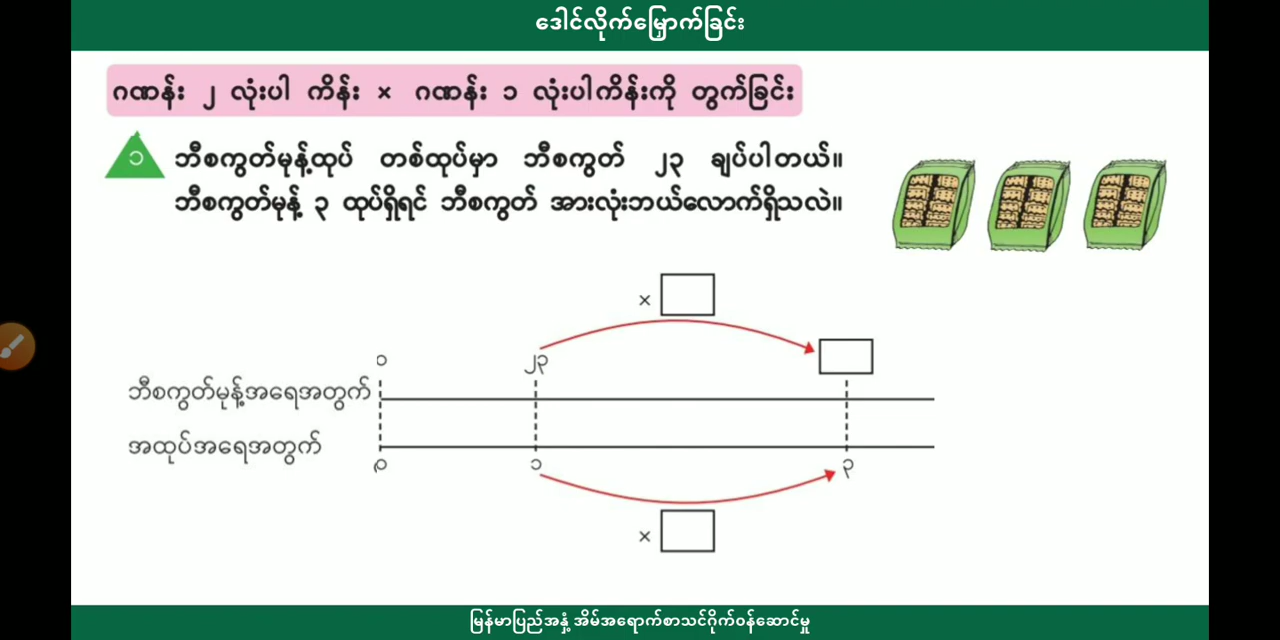 ဒေါင်လိုက်မြှောက်ခြင်း
ဂဏန်း ၂ လုံးပါ ကိန်း × ဂဏန်း ၁ လုံးပါကိန်းကို တွက်ခြင်း
၁ ဘီစကွတ်မုန့်ထုပ် တစ်ထုပ်မှာ ဘီစကွတ် ၂၃ ချပ်ပါတယ်။
ဘီစကွတ်မုန့် ၃ ထုပ်ရှိရင် ဘီစကွတ် အားလုံးဘယ်လောက်ရှိသလဲ။
×
၀ ၂၃
ဘီစကွတ်မုန့်အရေအတွက်
အထုပ်အရေအတွက်
၀ ၁ ၃
×
မြန်မာပြည်အနှံ့ အိမ်အရောက်စာသင်ဂိုက်ဝန်ဆောင်မှု